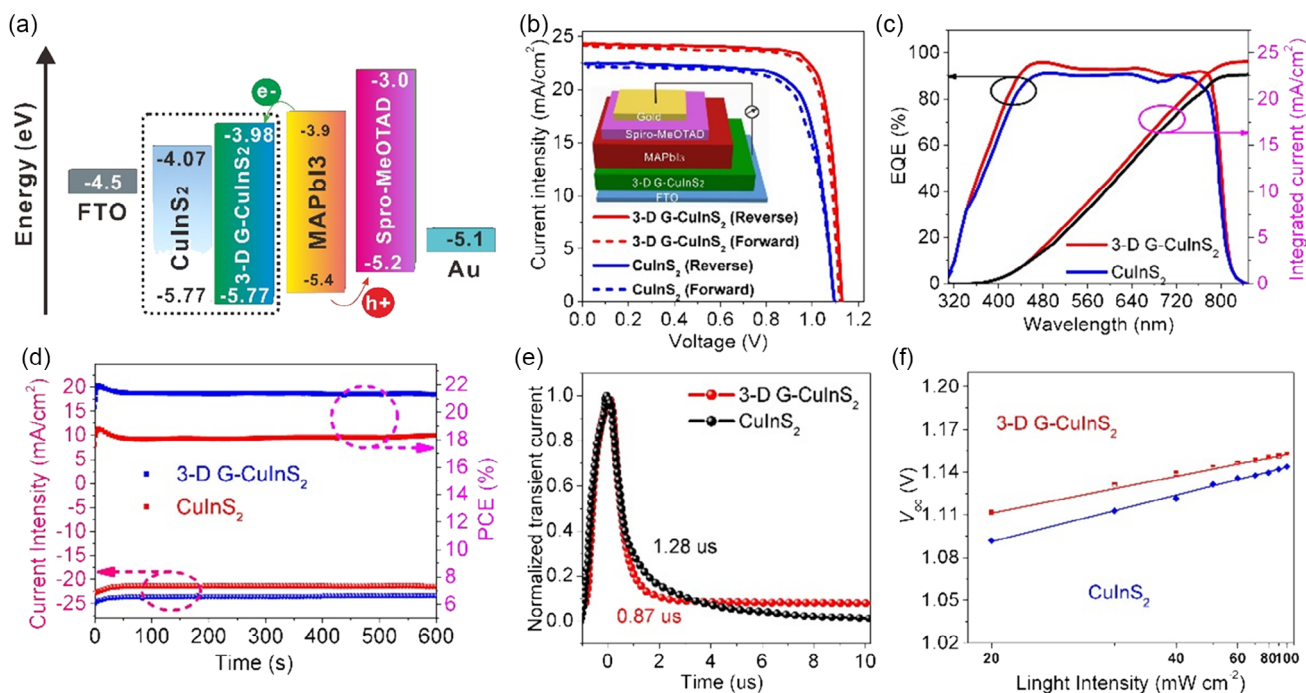 (a)
Energy (eV)
-4.5
FTO
-4.07
CuInS2
-5.77
-3.98
3-D G-CuInS2
-5.77
e-
-3.9
MAPbI3
-5.4
h+
-3.0
Spro-MeOTAD
-5.2
-5.1
Au
(b)
Current intensity (mA/cm2)
25
20
15
10
5
0
0.0 0.2 0.4 0.6 0.8 1.0 1.2
Voltage (V)
Gold
Spiro-MeOTAD
MAPbI3
3-D G-CuInS2
FTO
3-D G-CuInS2 (Reverse)
3-D G-CuInS2 (Forward)
CuInS2 (Reverse)
CuInS2 (Forward)
(c)
EQE (%)
100
80
60
40
20
0
320 400 480 560 640 720 800
Wavelength (nm)
Integrated current (mA/cm2)
25
20
15
10
5
0
3-D G-CuInS2
CuInS2
(d)
Current Intensity (mA/cm2)
20
15
10
5
0
-5
-10
-15
-20
-25
0 100 200 300 400 500 600
Time (s)
PCE (%)
22
20
18
16
14
12
10
8
6
3-D G-CuInS2
CuInS2
(e)
Normalized transient current
1.0
0.8
0.6
0.4
0.2
0.0
0 2 4 6 8 10
Time (us)
3-D G-CuInS2
CuInS2
1.28 us
0.87 us
(f)
Voc (V)
1.20
1.17
1.14
1.11
1.08
1.05
1.02
20 40 60 80 100
Linght Intensity (mW cm-2)
3-D G-CuInS2
CuInS2